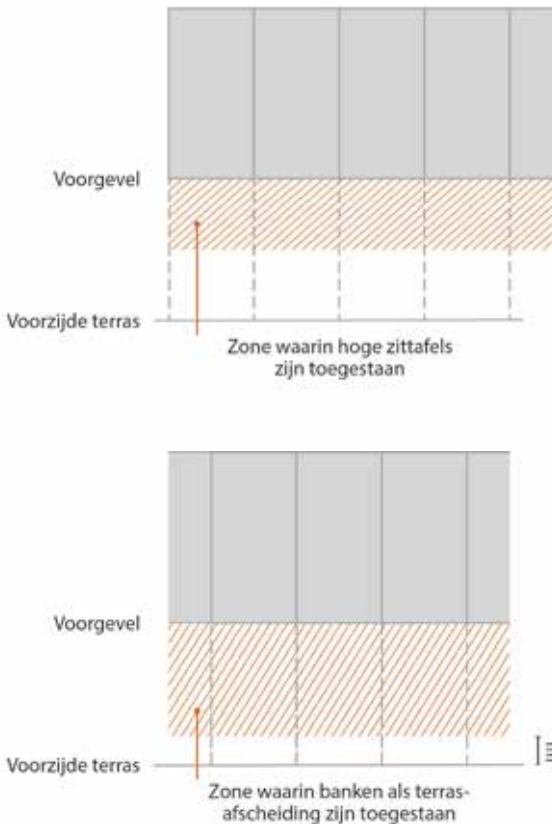 Voorgevel
Voorzijde terras
Zone waarin hoge zittafels
zijn toegestaan
Voorgevel
Voorzijde terras
Zone waarin banken als terras-
afscheiding zijn toegestaan